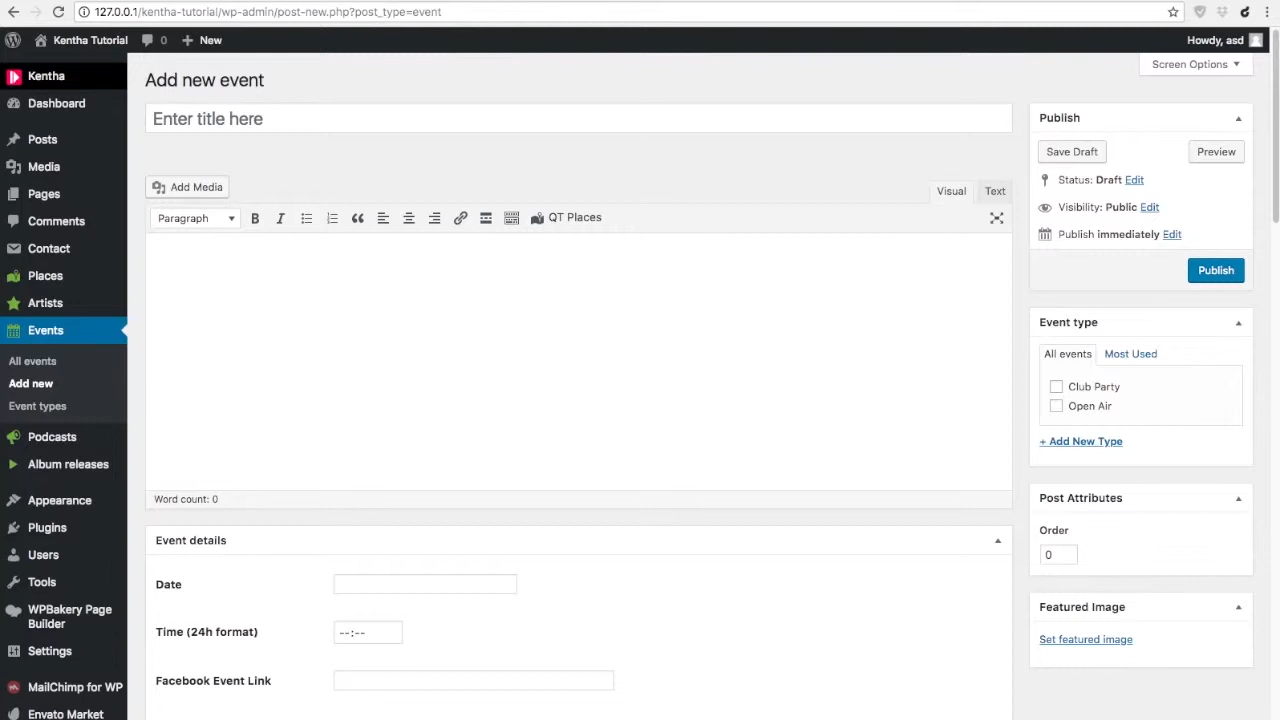 127.0.0.1/kentha-tutorial/wp-admin/post-new.php?post_type=event
Kentha Tutorial 0 New Howdy, asd
Kentha
Dashboard
Posts
Media
Pages
Comments
Contact
Places
Artists
Events
All events
Add new
Event types
Podcasts
Album releases
Appearance
Plugins
Users
Tools
WPBakery Page
Builder
Settings
MailChimp for WP
Envato Market
Screen Options
Add new event
Enter title here
Add Media
Visual Text
Paragraph B I QT Places
Word count: 0
Event details
Date
Time (24h format) --:--
Facebook Event Link
Publish
Save Draft Preview
Status: Draft Edit
Visibility: Public Edit
Publish immediately Edit
Publish
Event type
All events Most Used
Club Party
Open Air
+ Add New Type
Post Attributes
Order
0
Featured Image
Set featured image